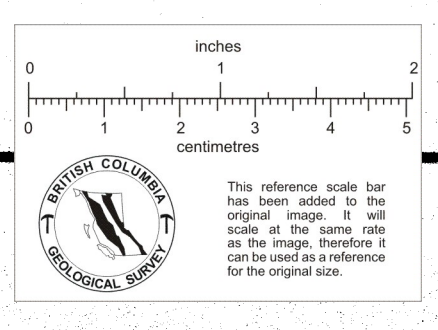 inches
0 1 2
0 1 2 3 4 5
centimetres
BRITISH COLUMBIA
GEOLOGICAL SURVEY
This reference scale bar
has been added to the
original image. It will
scale at the same rate
as the image, therefore it
can be used as a reference
for the original size.